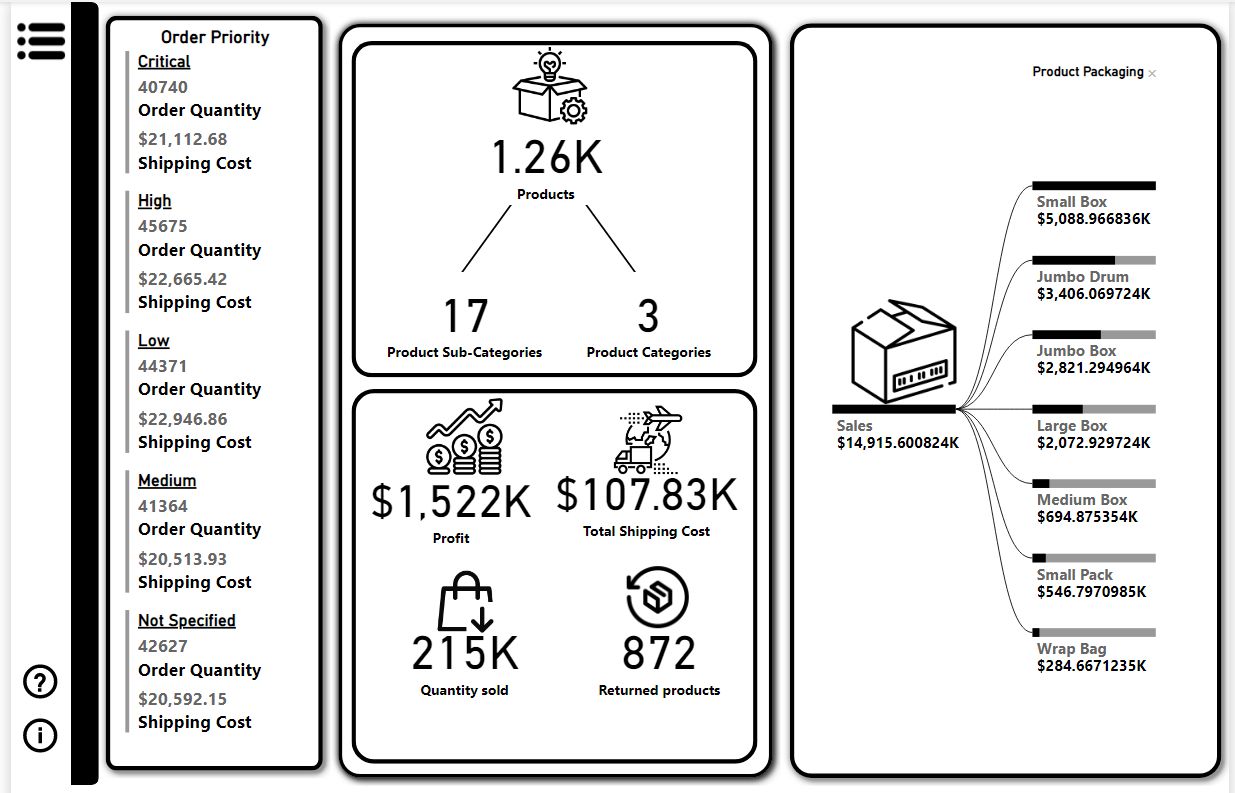 Order Priority
Critical
40740
Order Quantity
$21,112.68
Shipping Cost
High
45675
Order Quantity
$22,665.42
Shipping Cost
Low
44371
Order Quantity
$22,946.86
Shipping Cost
Medium
41364
Order Quantity
$20,513.93
Shipping Cost
Not Specified
42627
Order Quantity
$20,592.15
Shipping Cost
1.26K
Products
17
Product Sub-Categories
3
Product Categories
$1,522K
Profit
$107.83K
Total Shipping Cost
215K
Quantity sold
872
Returned products
Product Packaging
Sales
$14,915.600824K
Small Box
$5,088.966836K
Jumbo Drum
$3,406.069724K
Jumbo Box
$2,821.294964K
Large Box
$2,072.929724K
Medium Box
$694.875354K
Small Pack
$546.7970985K
Wrap Bag
$284.6671235K